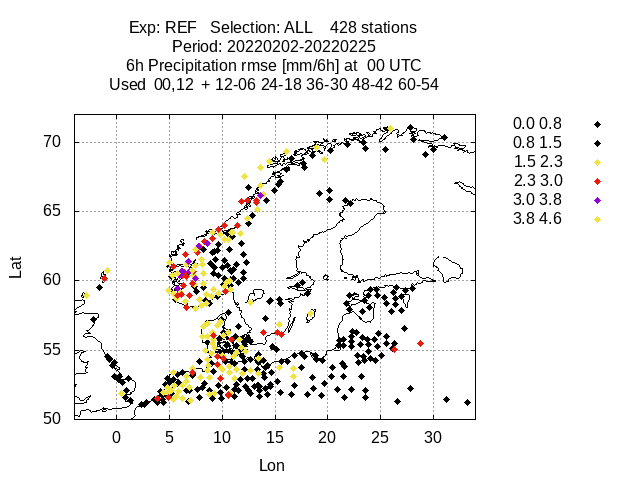 Exp: REF   Selection: ALL    428 stations
Period: 20220202-20220225
6h Precipitation rmse [mm/6h] at  00 UTC
Used  00,12  + 12-06 24-18 36-30 48-42 60-54
0.0 0.8
0.8 1.5
1.5 2.3
2.3 3.0
3.0 3.8
3.8 4.6
70
65
60
55
50
Lat
0 5 10 15 20 25 30
Lon